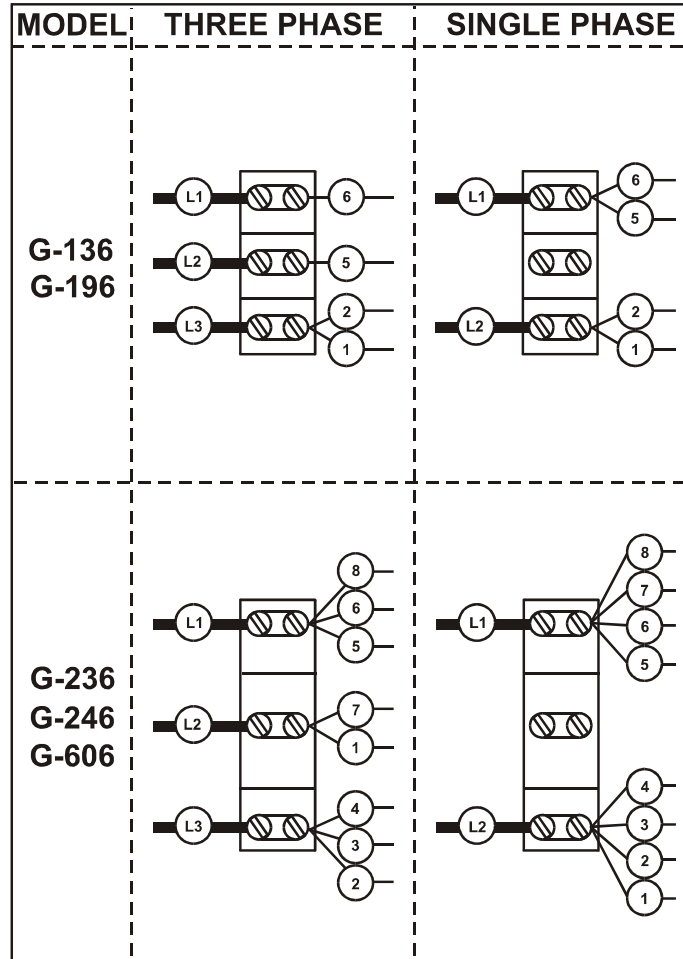 MODEL THREE PHASE SINGLE PHASE
G-136
G-196
L1 6
L2 5
L3 2
1
L1 6
5
L2 2
1
G-236
G-246
G-606
L1 8
6
5
L2 7
1
L3 4
3
2
L1 8
7
6
5
L2 4
3
2
1